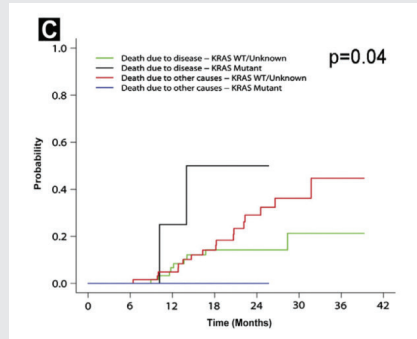 C
1.0
Death due to disease – KRAS WT/Unknown
Death due to disease – KRAS Mutant
Death due to other causes – KRAS WT/Unknown
Death due to other causes – KRAS Mutant
p=0.04
0.8
0.6
0.4
0.2
0.0
Probability
0 6 12 18 24 30 36 42
Time (Months)